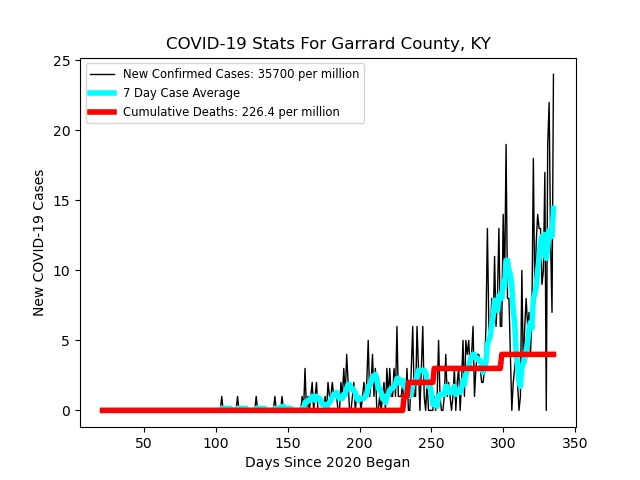 COVID-19 Stats For Garrard County, KY
New Confirmed Cases: 35700 per million
7 Day Case Average
Cumulative Deaths: 226.4 per million
25
20
15
10
5
0
New COVID-19 Cases
50 100 150 200 250 300 350
Days Since 2020 Began